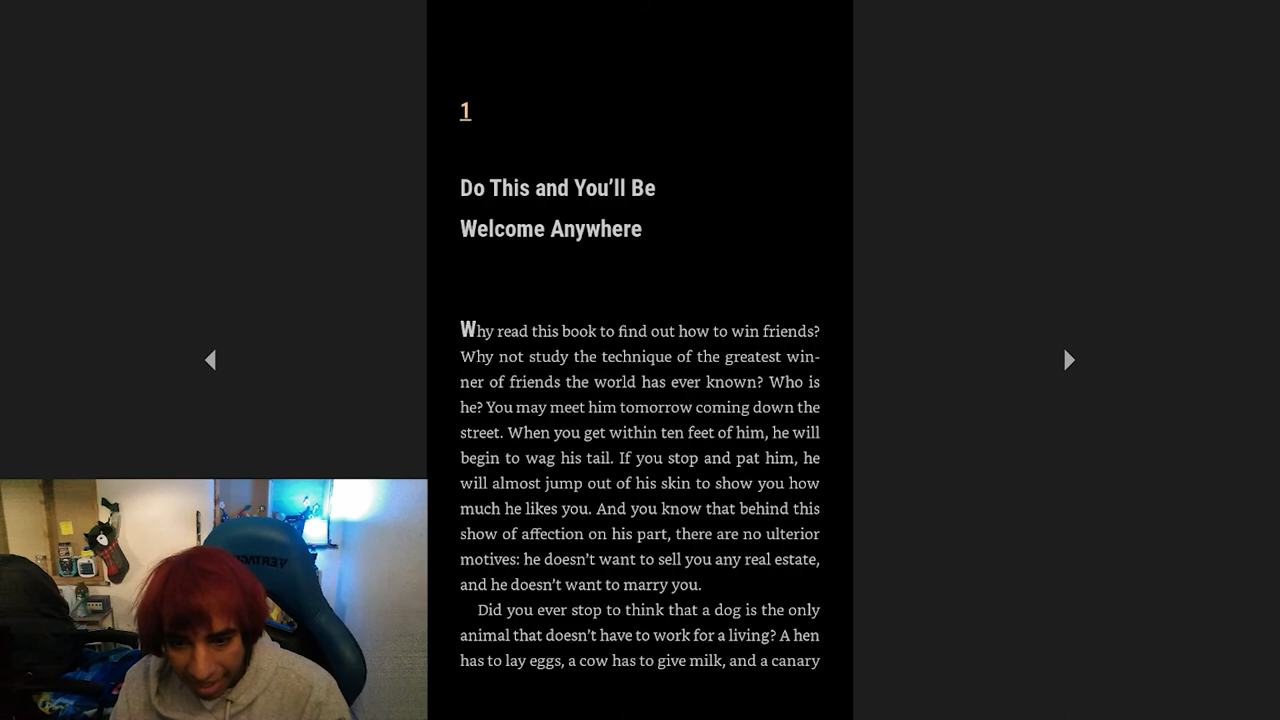 1
Do This and You’ll Be
Welcome Anywhere
Why read this book to find out how to win friends?
Why not study the technique of the greatest win-
ner of friends the world has ever known? Who is
he? You may meet him tomorrow coming down the
street. When you get within ten feet of him, he will
begin to wag his tail. If you stop and pat him, he
will almost jump out of his skin to show you how
much he likes you. And you know that behind this
show of affection on his part, there are no ulterior
motives: he doesn’t want to sell you any real estate,
and he doesn’t want to marry you.
Did you ever stop to think that a dog is the only
animal that doesn’t have to work for a living? A hen
has to lay eggs, a cow has to give milk, and a canary
VERTAGEAR